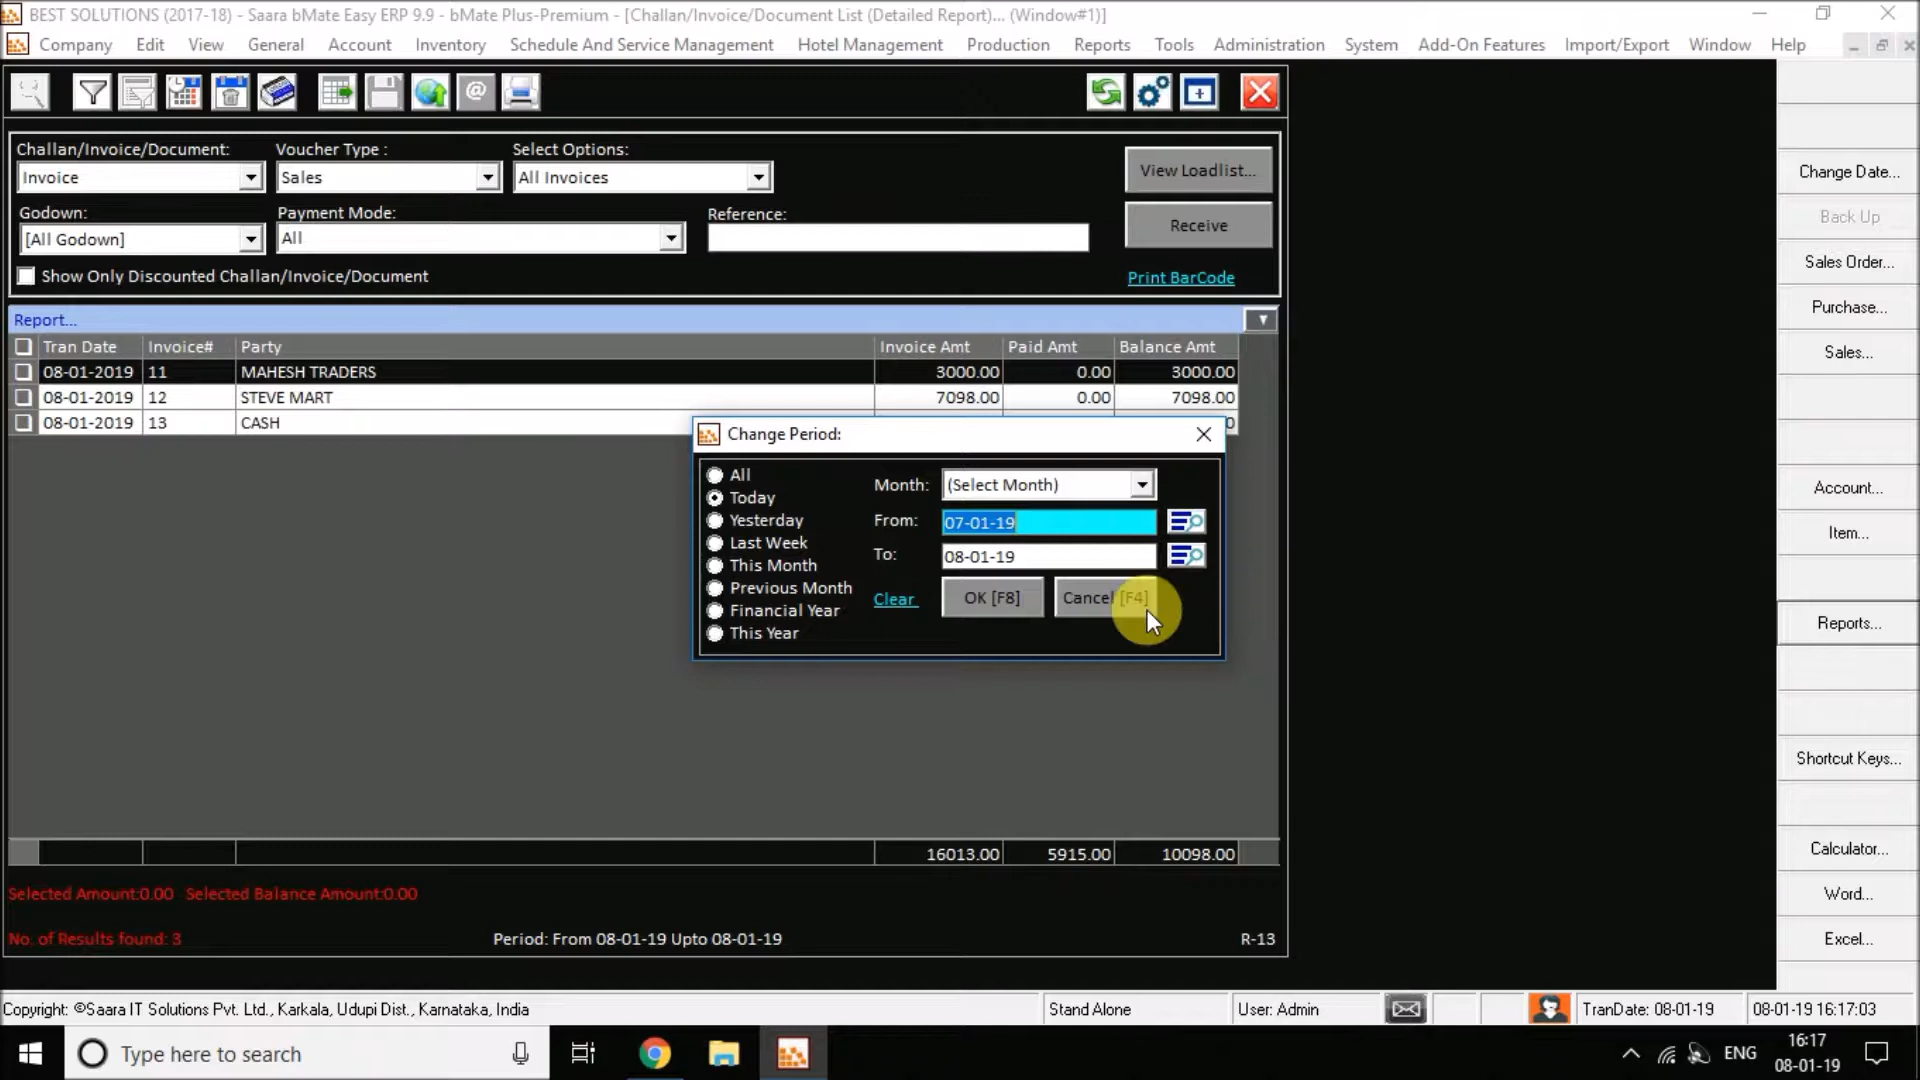 BEST SOLUTIONS (2017-18) - Saara bMate Easy ERP 9.9 - bMate Plus-Premium - [Challan/Invoice/Document List (Detailed Report)... (Window#1)]
Company Edit View General Account Inventory Schedule And Service Management Hotel Management Production Reports Tools Administration System Add-On Features Import/Export Window Help
Challan/Invoice/Document: Voucher Type : Select Options:
Invoice Sales All Invoices View Loadlist...
Godown: Payment Mode: Reference:
[All Godown] All Receive
Show Only Discounted Challan/Invoice/Document Print BarCode
Report...
Tran Date Invoice# Party Invoice Amt Paid Amt Balance Amt
08-01-2019 11 MAHESH TRADERS 3000.00 0.00 3000.00
08-01-2019 12 STEVE MART 7098.00 0.00 7098.00
08-01-2019 13 CASH
Change Period:
All
Today
Yesterday
Last Week
This Month
Previous Month
Financial Year
This Year
Month: (Select Month)
From: 07-01-19
To: 08-01-19
Clear OK [F8] Cancel [F4]
16013.00 5915.00 10098.00
Selected Amount:0.00 Selected Balance Amount:0.00
No. of Results found: 3 Period: From 08-01-19 Upto 08-01-19 R-13
Change Date...
Back Up
Sales Order...
Purchase...
Sales...
Account...
Item...
Reports...
Shortcut Keys...
Calculator...
Word...
Excel...
Copyright: ©Saara IT Solutions Pvt. Ltd., Karkala, Udupi Dist., Karnataka, India Stand Alone User: Admin TranDate: 08-01-19 08-01-19 16:17:03
Type here to search ENG 16:17
08-01-19